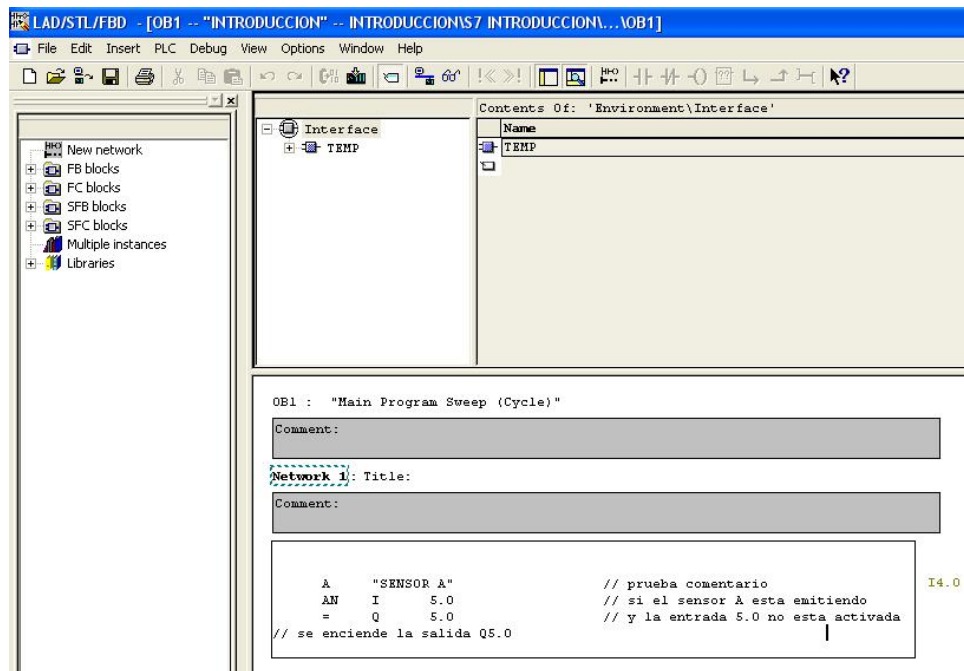 LAD/STL/FBD - [OB1 -- "INTRODUCCION" -- INTRODUCCION\S7 INTRODUCCION\...\OB1]
File Edit Insert PLC Debug View Options Window Help
New network
FB blocks
FC blocks
SFB blocks
SFC blocks
Multiple instances
Libraries
Interface
TEMP
Contents Of: 'Environment\Interface'
Name
TEMP
OB1 : "Main Program Sweep (Cycle)"
Comment:
Network 1: Title:
Comment:
A "SENSOR A" // prueba comentario I4.0
AN I 5.0 // si el sensor A esta emitiendo
= Q 5.0 // y la entrada 5.0 no esta activada
// se enciende la salida Q5.0